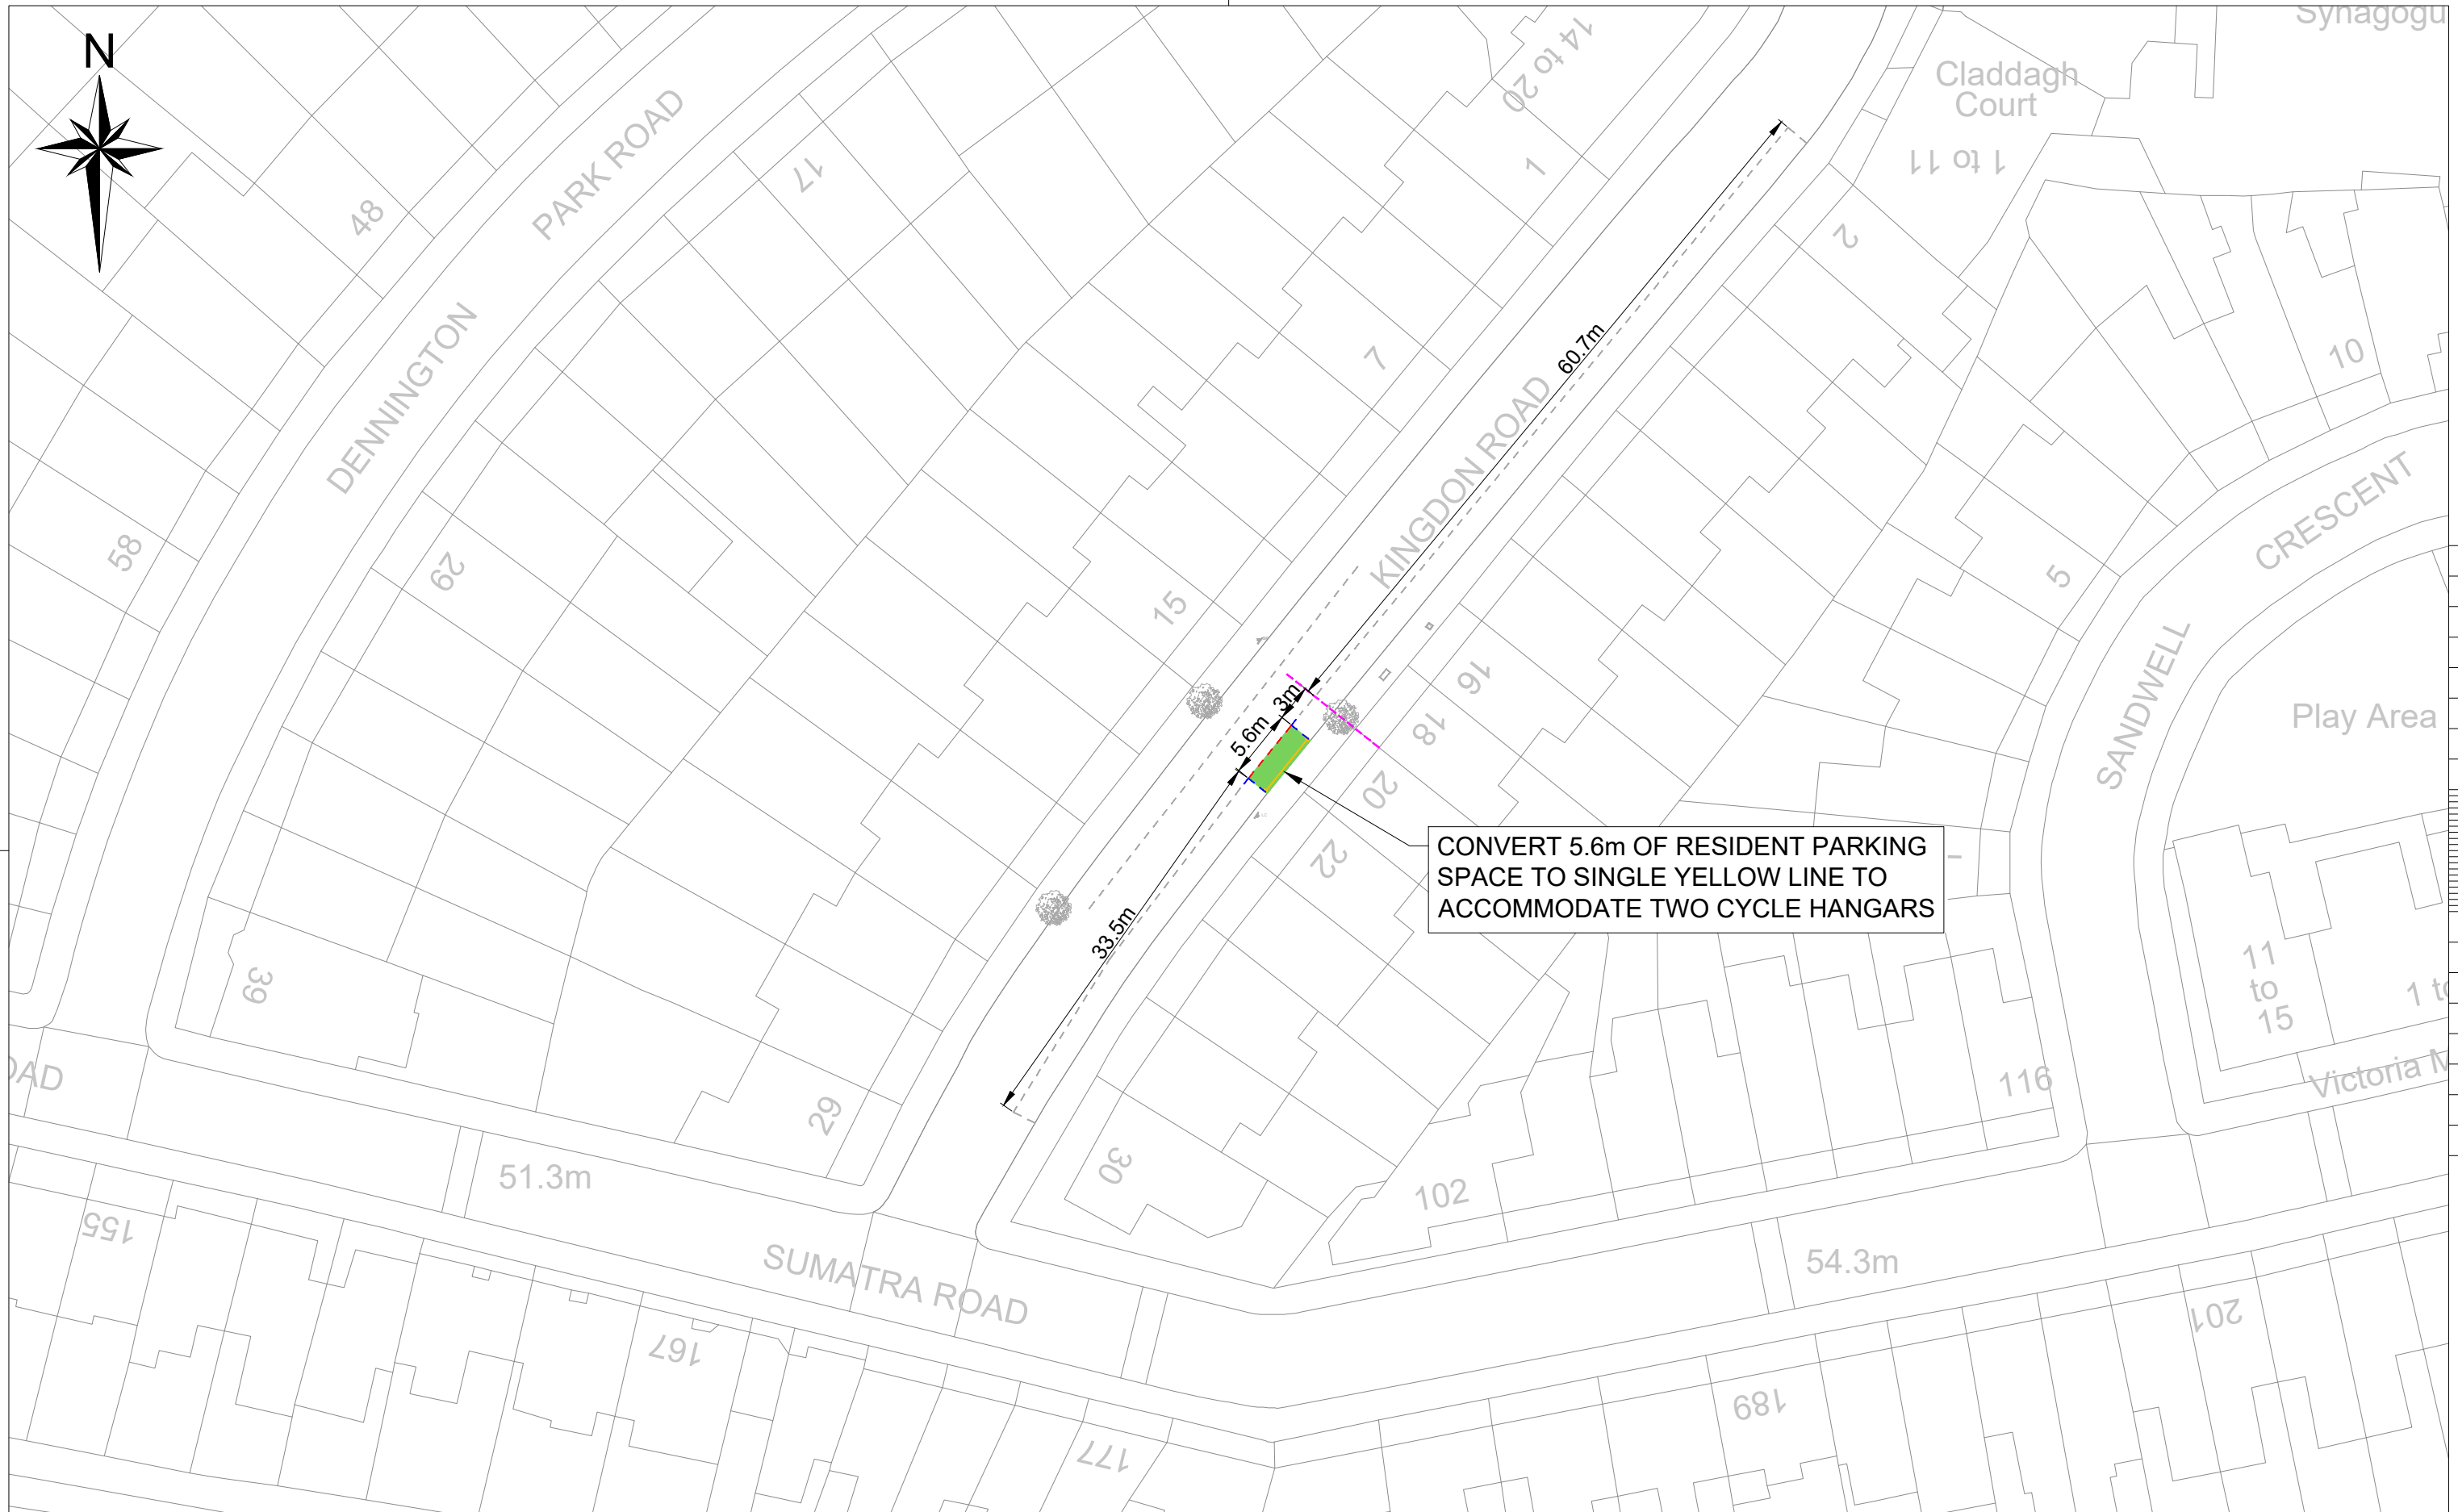 Synagogu
N
14 to 20
Claddagh
Court
1 to 11
PARK ROAD
17
1
48
2
DENNINGTON
60.7m
7
10
KINGDON ROAD
CRESCENT
58
29
15
5
SANDWELL
16
3m
18
Play Area
5.6m
20
22
CONVERT 5.6m OF RESIDENT PARKING
SPACE TO SINGLE YELLOW LINE TO
ACCOMMODATE TWO CYCLE HANGARS
33.5m
39
11
to
15
1 to
OAD
116
Victoria M
29
30
51.3m
102
155
SUMATRA ROAD
54.3m
201
167
189
177